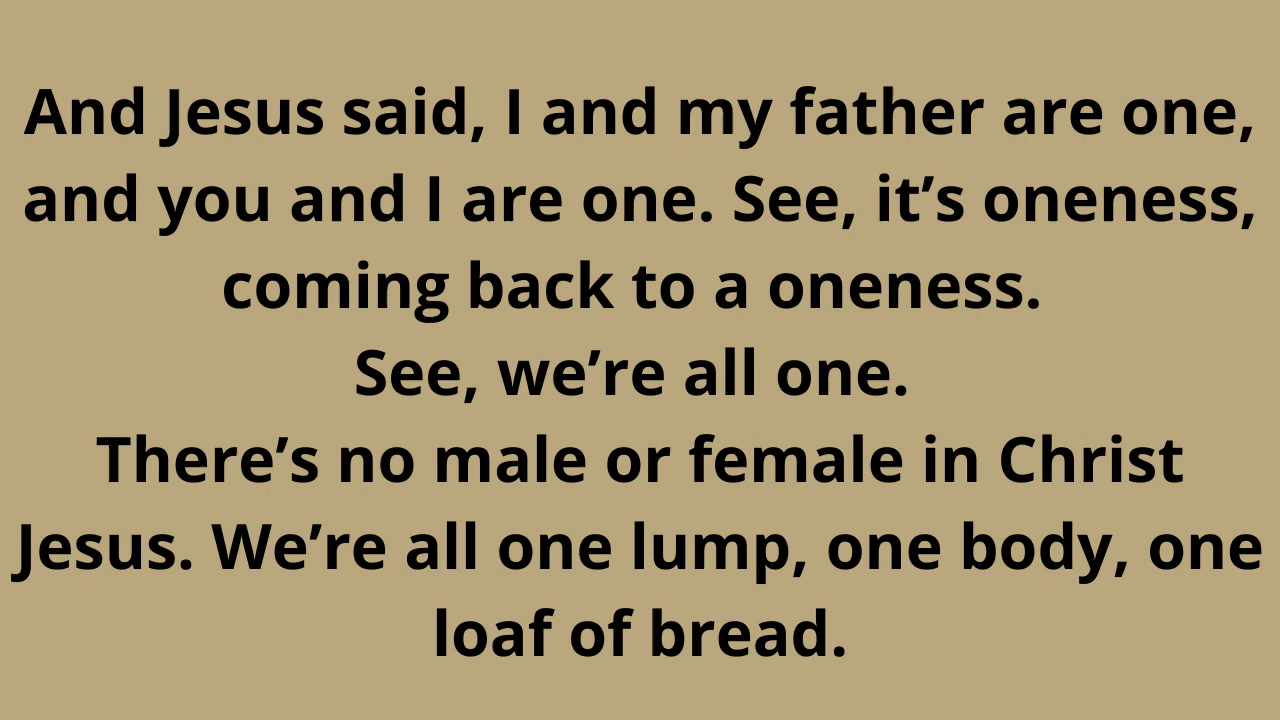 And Jesus said, I and my father are one,
and you and I are one. See, it’s oneness,
coming back to a oneness.
See, we’re all one.
There’s no male or female in Christ
Jesus. We’re all one lump, one body, one
loaf of bread.